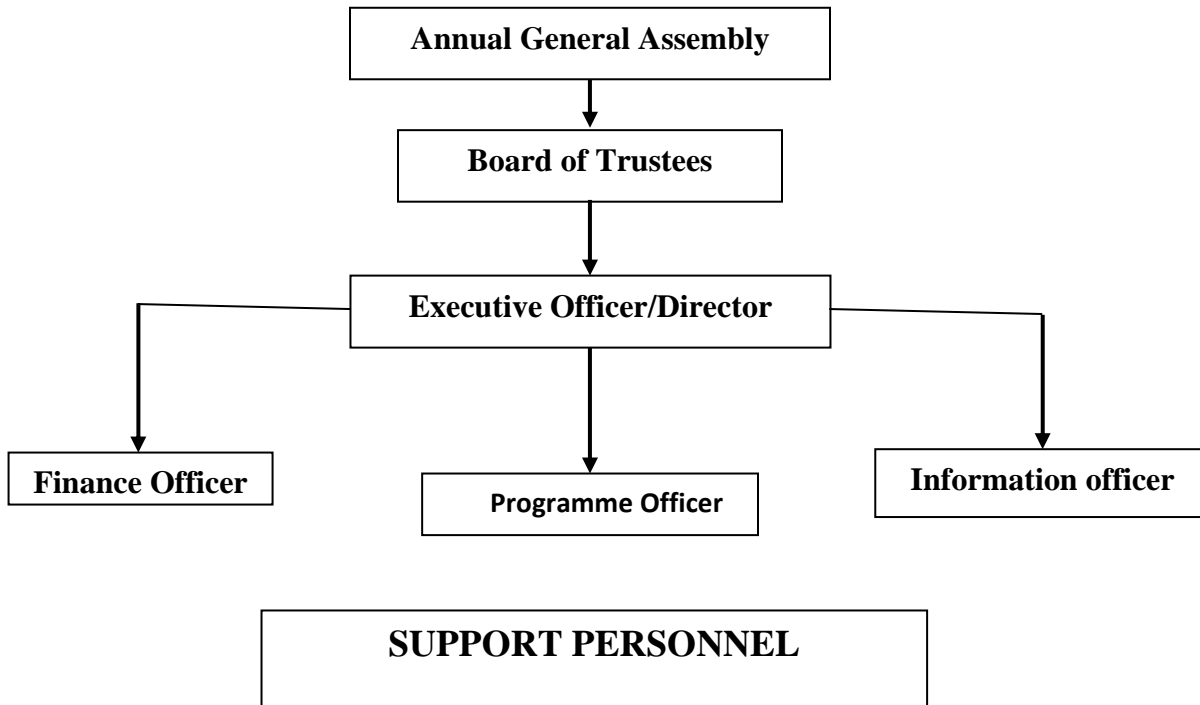 Annual General Assembly
Board of Trustees
Executive Officer/Director
Finance Officer
Programme Officer
Information officer
SUPPORT PERSONNEL